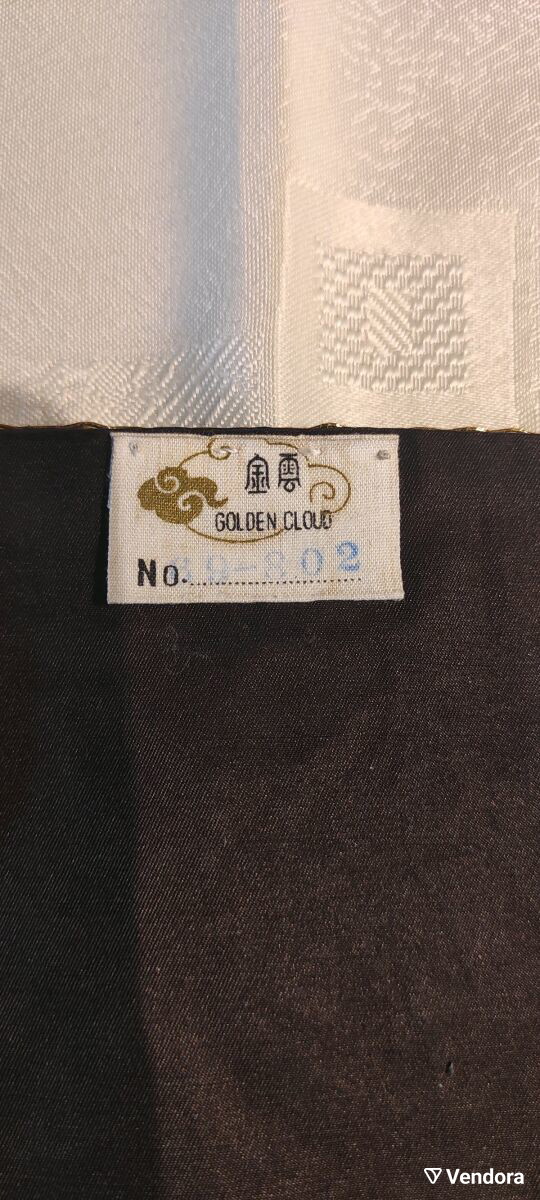 金雲
GOLDEN CLOUD
No.
Vendora